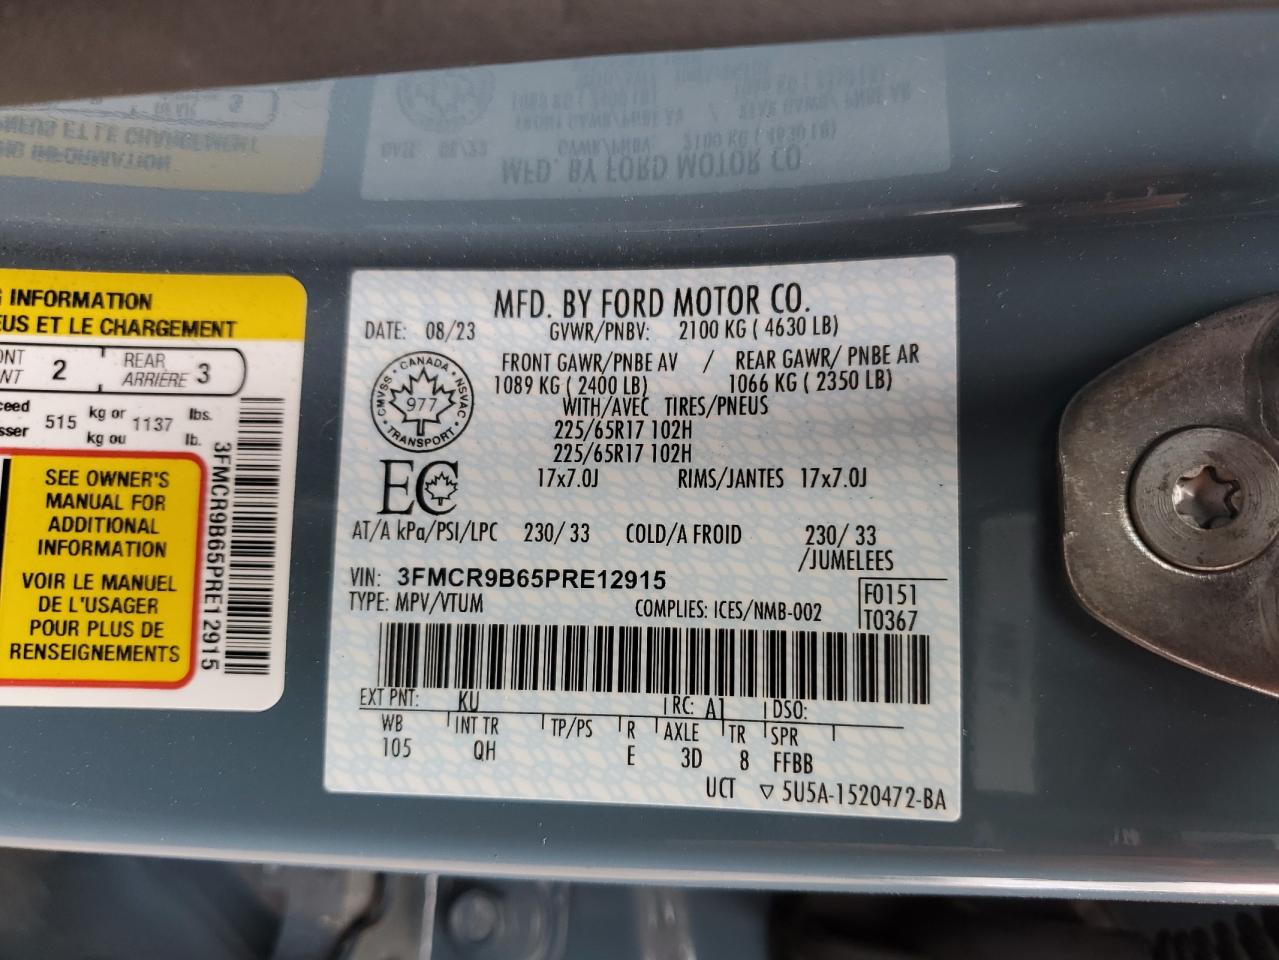 G INFORMATION
EUS ET LE CHARGEMENT
ONT
ANT
2
REAR
ARRIÈRE
3
ceed
sser
515
kg or
kg ou
1137
lbs.
lb.
3FMCR9B65PRE12915
SEE OWNER'S
MANUAL FOR
ADDITIONAL
INFORMATION
VOIR LE MANUEL
DE L'USAGER
POUR PLUS DE
RENSEIGNEMENTS
MFD. BY FORD MOTOR CO.
DATE: 08/23 GVWR/PNBV: 2100 KG ( 4630 LB)
FRONT GAWR/PNBE AV / REAR GAWR/ PNBE AR
1089 KG ( 2400 LB) 1066 KG ( 2350 LB)
WITH/AVEC TIRES/PNEUS
225/65R17 102H
225/65R17 102H
17x7.0J RIMS/JANTES 17x7.0J
CANADA
CMVSS 977 NSVAC
TRANSPORT
EC
AT/A kPa/PSI/LPC 230/ 33 COLD/A FROID 230/ 33
/JUMELEES
VIN: 3FMCR9B65PRE12915
TYPE: MPV/VTUM COMPLIES: ICES/NMB-002
F0151
T0367
EXT PNT: KU RC: A1 DSO:
WB INT TR TP/PS R AXLE TR SPR
105 QH E 3D 8 FFBB
UCT ▽ 5U5A-1520472-BA